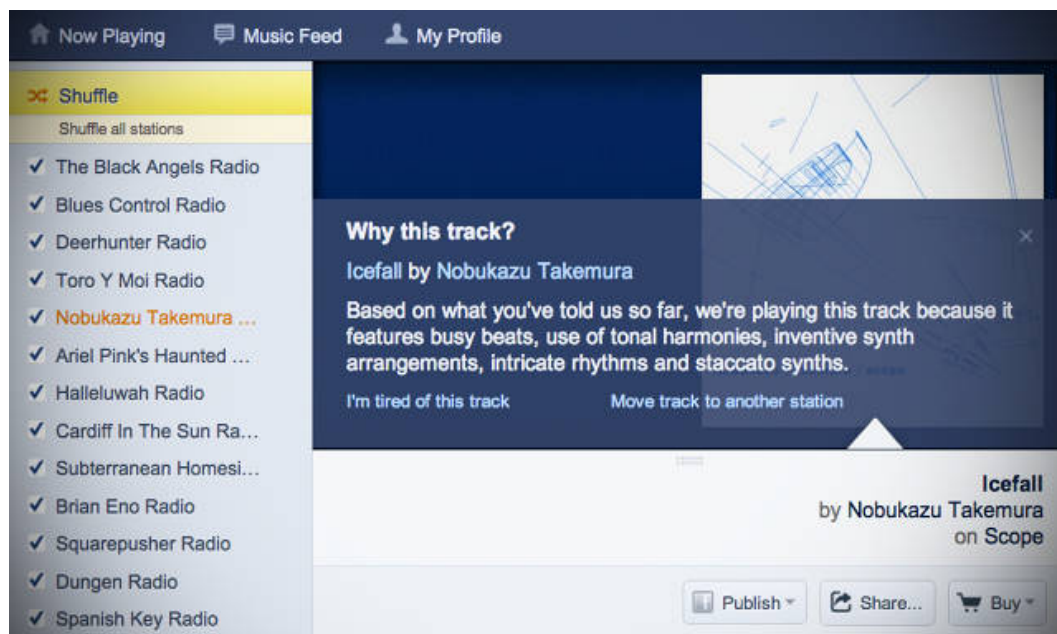 Now Playing
Music Feed
My Profile
Shuffle
Shuffle all stations
The Black Angels Radio
Blues Control Radio
Deerhunter Radio
Toro Y Moi Radio
Nobukazu Takemura ...
Ariel Pink's Haunted ...
Halleluwah Radio
Cardiff In The Sun Ra...
Subterranean Homesi...
Brian Eno Radio
Squarepusher Radio
Dungen Radio
Spanish Key Radio
Why this track?
Icefall by Nobukazu Takemura
Based on what you've told us so far, we're playing this track because it
features busy beats, use of tonal harmonies, inventive synth
arrangements, intricate rhythms and staccato synths.
I'm tired of this track
Move track to another station
Icefall
by Nobukazu Takemura
on Scope
Publish
Share...
Buy